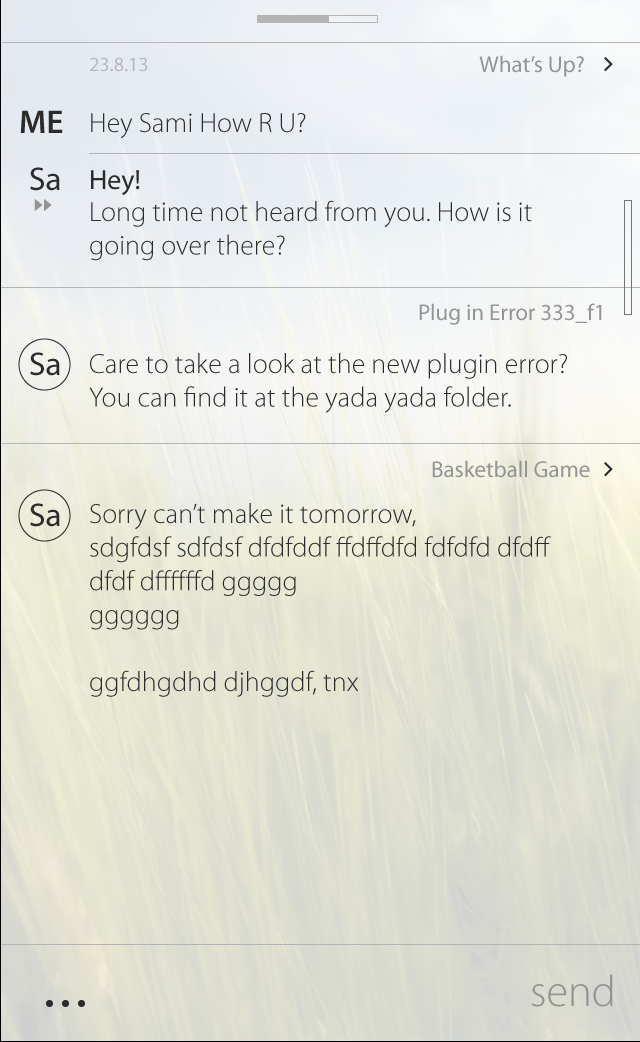 23.8.13 What's Up?
ME Hey Sami How R U?
Sa Hey!
Long time not heard from you. How is it
going over there?
Plug in Error 333_f1
Sa Care to take a look at the new plugin error?
You can find it at the yada yada folder.
Basketball Game
Sa Sorry can't make it tomorrow,
sdgfdsf sdfdsf dfdfddf ffdffdfd fdfdfd dfdff
dfdf dffffffd ggggg
gggggg
ggfdhgdhd djhggdf, tnx
send